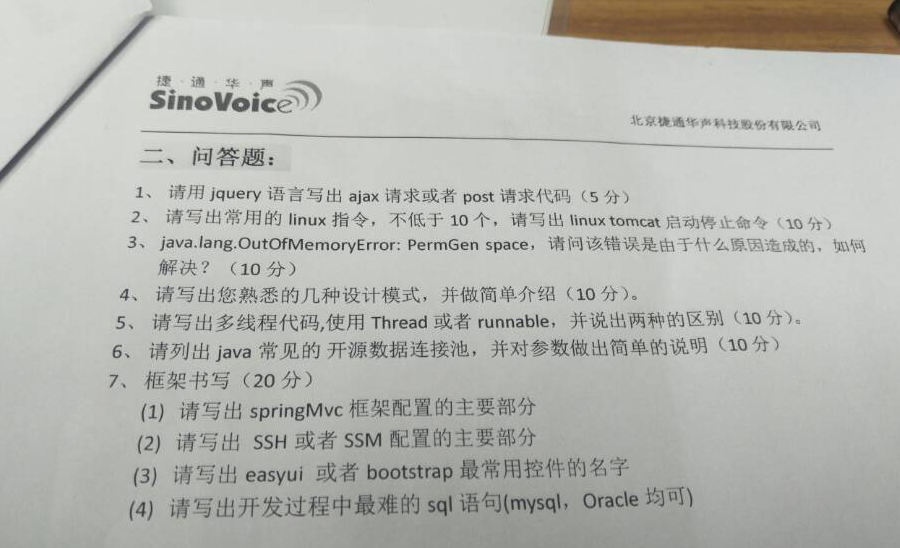 捷·通·华·声
SinoVoice
北京捷通华声科技股份有限公司
二、问答题：
1、 请用 jquery 语言写出 ajax 请求或者 post 请求代码（5 分）
2、 请写出常用的 linux 指令，不低于 10 个，请写出 linux tomcat 启动停止命令（10 分）
3、 java.lang.OutOfMemoryError: PermGen space，请问该错误是由于什么原因造成的，如何
解决？（10 分）
4、 请写出您熟悉的几种设计模式，并做简单介绍（10 分）。
5、 请写出多线程代码,使用 Thread 或者 runnable，并说出两种的区别（10 分）。
6、 请列出 java 常见的 开源数据连接池，并对参数做出简单的说明（10 分）
7、 框架书写（20 分）
(1) 请写出 springMvc 框架配置的主要部分
(2) 请写出 SSH 或者 SSM 配置的主要部分
(3) 请写出 easyui 或者 bootstrap 最常用控件的名字
(4) 请写出开发过程中最难的 sql 语句(mysql，Oracle 均可)